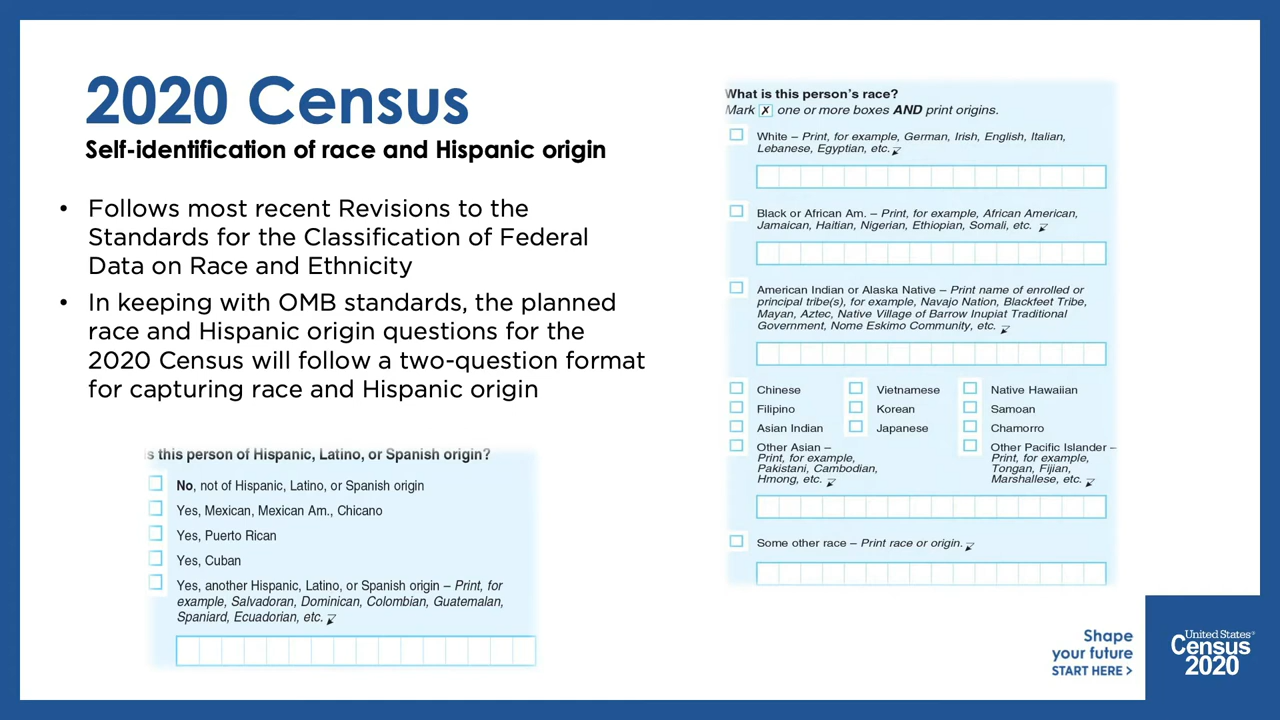 2020 Census
Self-identification of race and Hispanic origin
• Follows most recent Revisions to the
Standards for the Classification of Federal
Data on Race and Ethnicity
• In keeping with OMB standards, the planned
race and Hispanic origin questions for the
2020 Census will follow a two-question format
for capturing race and Hispanic origin
s this person of Hispanic, Latino, or Spanish origin?
No, not of Hispanic, Latino, or Spanish origin
Yes, Mexican, Mexican Am., Chicano
Yes, Puerto Rican
Yes, Cuban
Yes, another Hispanic, Latino, or Spanish origin – Print, for
example, Salvadoran, Dominican, Colombian, Guatemalan,
Spaniard, Ecuadorian, etc.
What is this person's race?
Mark X one or more boxes AND print origins.
White – Print, for example, German, Irish, English, Italian,
Lebanese, Egyptian, etc.
Black or African Am. – Print, for example, African American,
Jamaican, Haitian, Nigerian, Ethiopian, Somali, etc.
American Indian or Alaska Native – Print name of enrolled or
principal tribe(s), for example, Navajo Nation, Blackfeet Tribe,
Mayan, Aztec, Native Village of Barrow Inupiat Traditional
Government, Nome Eskimo Community, etc.
Chinese
Filipino
Asian Indian
Other Asian –
Print, for example,
Pakistani, Cambodian,
Hmong, etc.
Vietnamese
Korean
Japanese
Native Hawaiian
Samoan
Chamorro
Other Pacific Islander –
Print, for example,
Tongan, Fijian,
Marshallese, etc.
Some other race – Print race or origin.
Shape
your future
START HERE >
United States®
Census
2020